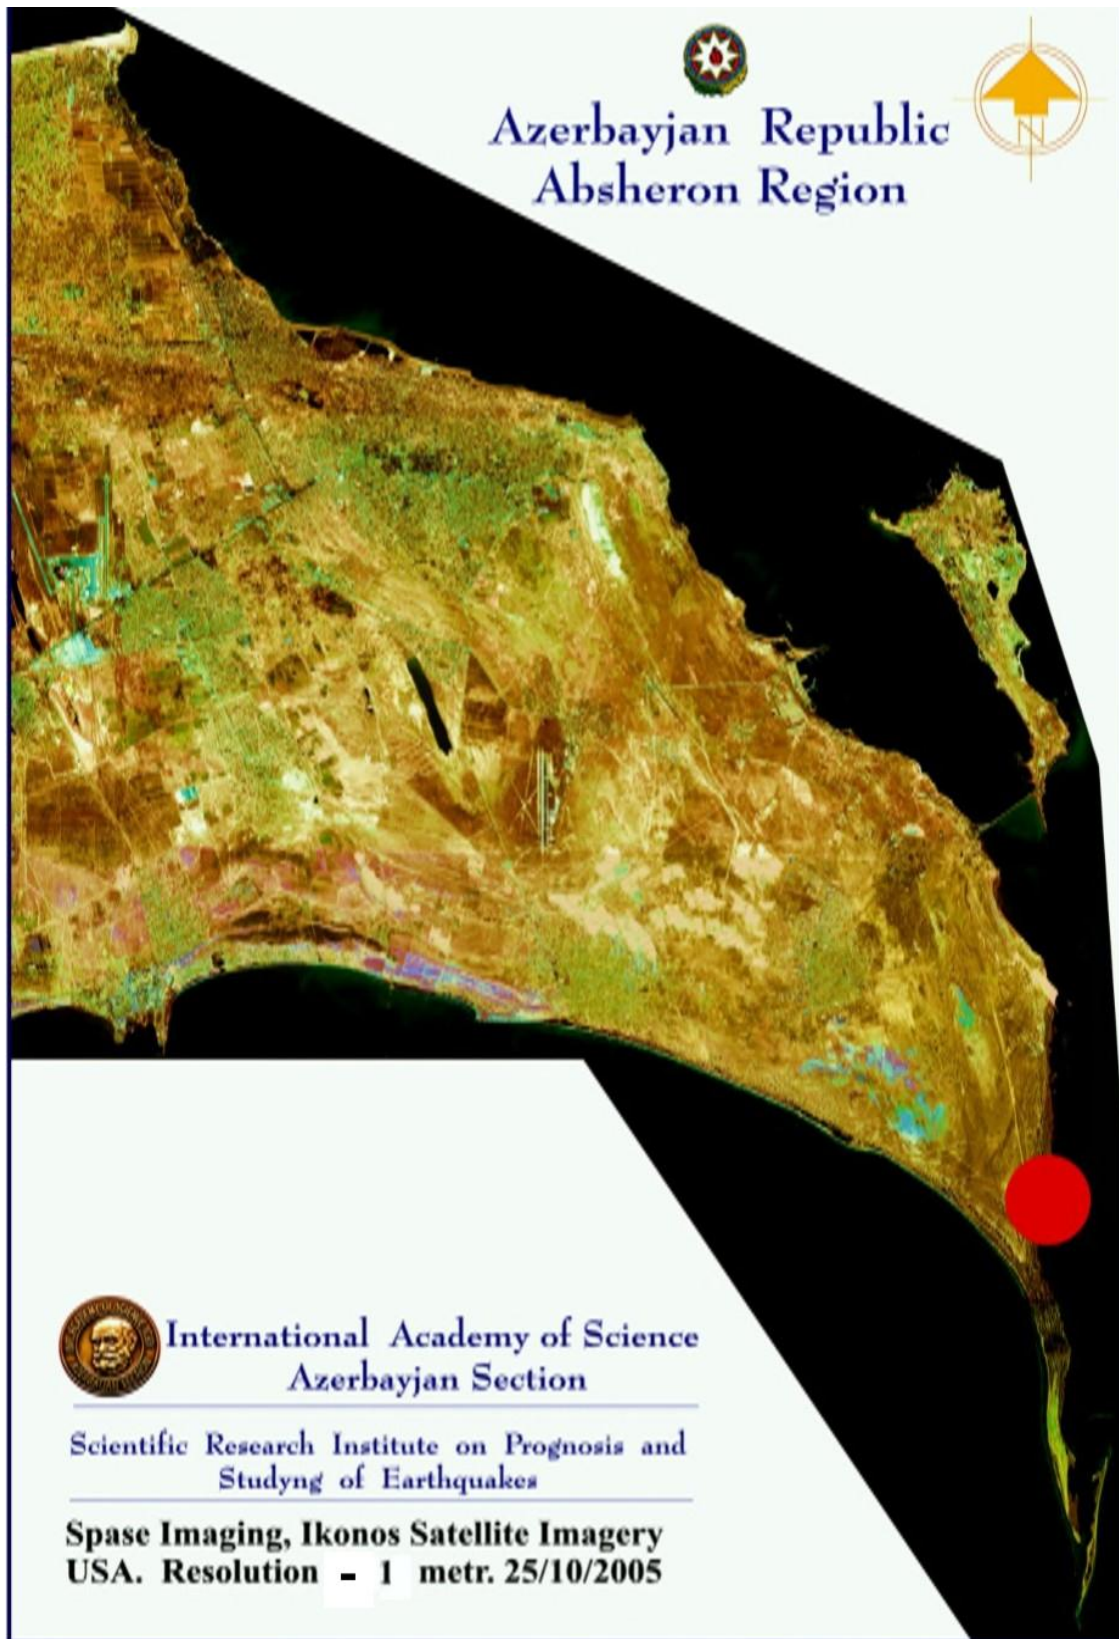 Azerbayjan Republic
Absheron Region
N
International Academy of Science
Azerbayjan Section
Scientific Research Institute on Prognosis and
Studyng of Earthquakes
Spase Imaging, Ikonos Satellite Imagery
USA. Resolution - 1 metr. 25/10/2005